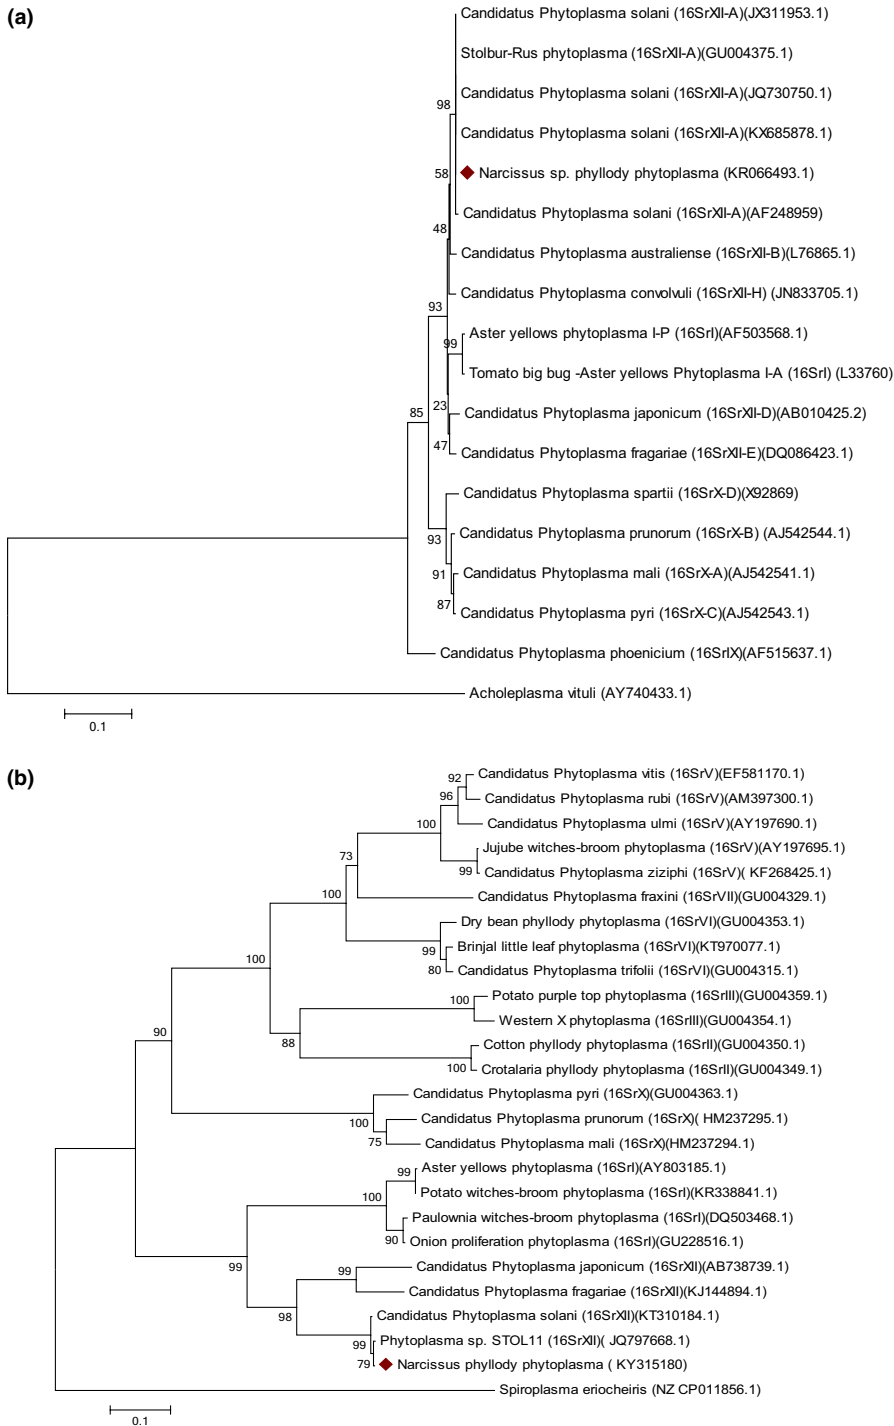 (a)
Candidatus Phytoplasma solani (16SrXII-A)(JX311953.1)
Stolbur-Rus phytoplasma (16SrXII-A)(GU004375.1)
Candidatus Phytoplasma solani (16SrXII-A)(JQ730750.1)
98
Candidatus Phytoplasma solani (16SrXII-A)(KX685878.1)
58
Narcissus sp. phyllody phytoplasma (KR066493.1)
Candidatus Phytoplasma solani (16SrXII-A)(AF248959)
48
Candidatus Phytoplasma australiense (16SrXII-B)(L76865.1)
Candidatus Phytoplasma convolvuli (16SrXII-H) (JN833705.1)
93
Aster yellows phytoplasma I-P (16SrI)(AF503568.1)
99
Tomato big bug -Aster yellows Phytoplasma I-A (16SrI) (L33760)
23
85
Candidatus Phytoplasma japonicum (16SrXII-D)(AB010425.2)
47
Candidatus Phytoplasma fragariae (16SrXII-E)(DQ086423.1)
Candidatus Phytoplasma spartii (16SrX-D)(X92869)
93
Candidatus Phytoplasma prunorum (16SrX-B) (AJ542544.1)
91
Candidatus Phytoplasma mali (16SrX-A)(AJ542541.1)
87
Candidatus Phytoplasma pyri (16SrX-C)(AJ542543.1)
Candidatus Phytoplasma phoenicium (16SrIX)(AF515637.1)
Acholeplasma vituli (AY740433.1)
0.1
(b)
92
Candidatus Phytoplasma vitis (16SrV)(EF581170.1)
96
Candidatus Phytoplasma rubi (16SrV)(AM397300.1)
100
Candidatus Phytoplasma ulmi (16SrV)(AY197690.1)
Jujube witches-broom phytoplasma (16SrV)(AY197695.1)
73
99
Candidatus Phytoplasma ziziphi (16SrV)( KF268425.1)
100
Candidatus Phytoplasma fraxini (16SrVII)(GU004329.1)
Dry bean phyllody phytoplasma (16SrVI)(GU004353.1)
99
Brinjal little leaf phytoplasma (16SrVI)(KT970077.1)
100
80
Candidatus Phytoplasma trifolii (16SrVI)(GU004315.1)
100
Potato purple top phytoplasma (16SrIII)(GU004359.1)
Western X phytoplasma (16SrIII)(GU004354.1)
90
88
Cotton phyllody phytoplasma (16SrII)(GU004350.1)
100
Crotalaria phyllody phytoplasma (16SrII)(GU004349.1)
Candidatus Phytoplasma pyri (16SrX)(GU004363.1)
100
Candidatus Phytoplasma prunorum (16SrX)( HM237295.1)
75
Candidatus Phytoplasma mali (16SrX)(HM237294.1)
99
Aster yellows phytoplasma (16SrI)(AY803185.1)
100
Potato witches-broom phytoplasma (16SrI)(KR338841.1)
Paulownia witches-broom phytoplasma (16SrI)(DQ503468.1)
90
Onion proliferation phytoplasma (16SrI)(GU228516.1)
99
99
Candidatus Phytoplasma japonicum (16SrXII)(AB738739.1)
Candidatus Phytoplasma fragariae (16SrXII)(KJ144894.1)
98
Candidatus Phytoplasma solani (16SrXII)(KT310184.1)
99
Phytoplasma sp. STOL11 (16SrXII)( JQ797668.1)
79
Narcissus phyllody phytoplasma ( KY315180)
Spiroplasma eriocheiris (NZ CP011856.1)
0.1